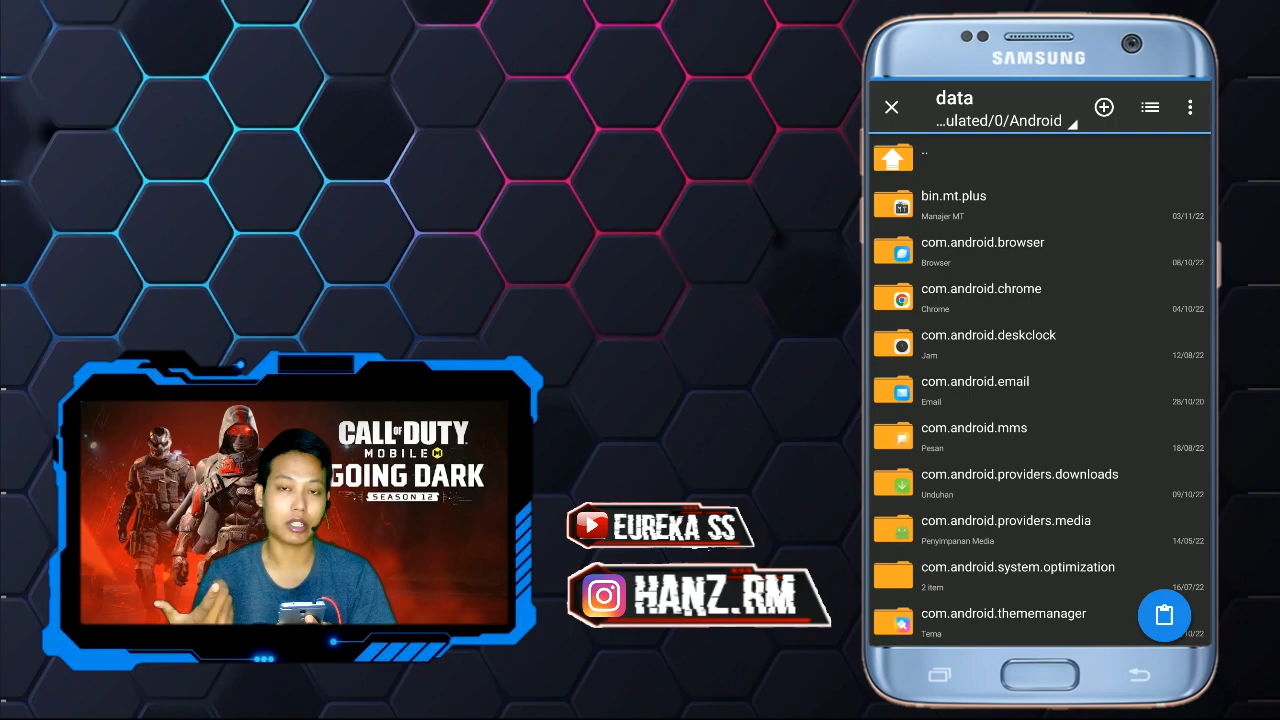 SAMSUNG
data
...ulated/0/Android
..
bin.mt.plus
Manajer MT
03/11/22
com.android.browser
Browser
08/10/22
com.android.chrome
Chrome
04/10/22
com.android.deskclock
Jam
12/08/22
com.android.email
Email
28/10/20
com.android.mms
Pesan
18/08/22
com.android.providers.downloads
Unduhan
09/10/22
com.android.providers.media
Penyimpanan Media
14/05/22
com.android.system.optimization
2 item
16/07/22
com.android.thememanager
Tema
CALL OF DUTY
MOBILE
GOING DARK
SEASON 12
EUREKA SS
HANZ.RM